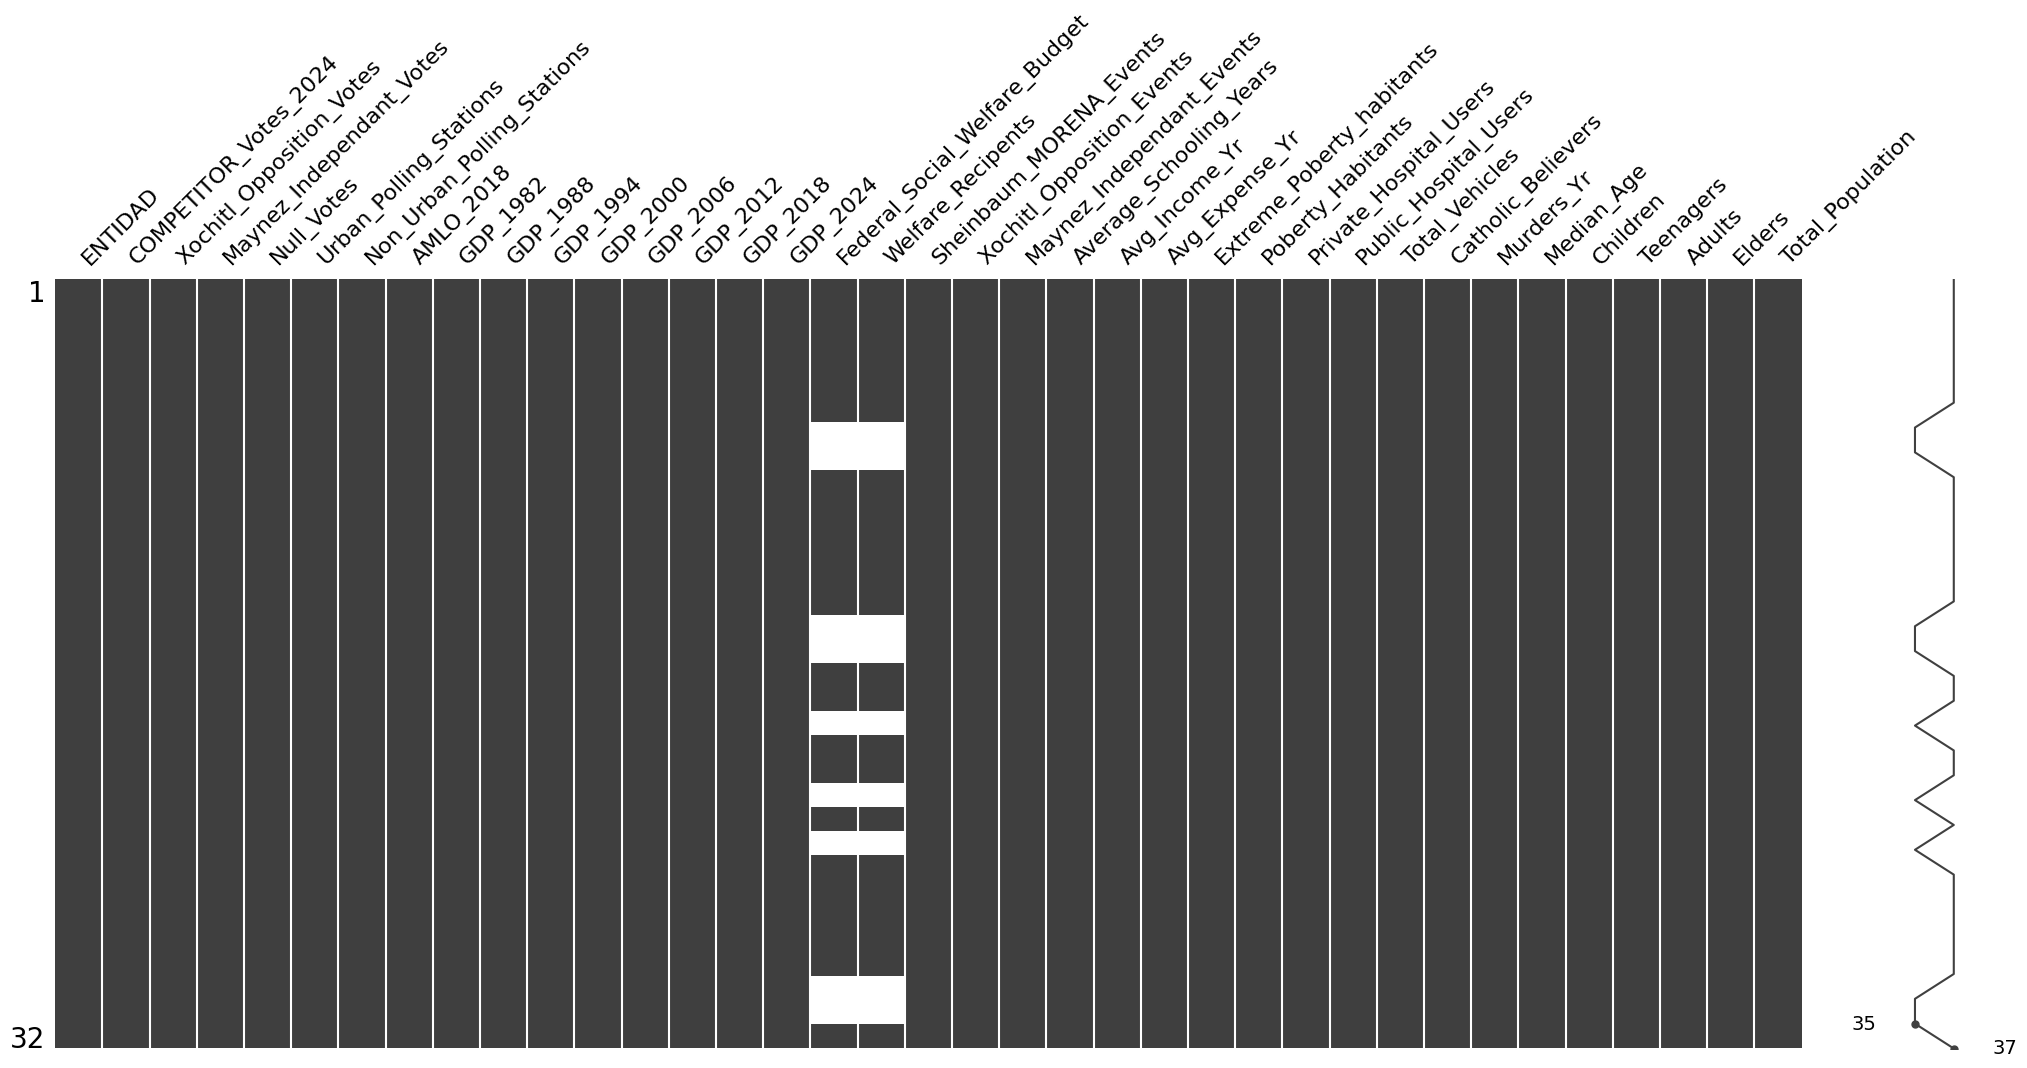 ENTIDAD
COMPETITOR_Votes_2024
Xochitl_Opposition_Votes
Maynez_Independant_Votes
Null_Votes
Urban_Polling_Stations
Non_Urban_Polling_Stations
AMLO_2018
GDP_1982
GDP_1988
GDP_1994
GDP_2000
GDP_2006
GDP_2012
GDP_2018
GDP_2024
Federal_Social_Welfare_Budget
Welfare_Recipents
Sheinbaum_MORENA_Events
Xochitl_Opposition_Events
Maynez_Independent_Events
Average_Schooling_Years
Avg_Income_Yr
Avg_Expense_Yr
Extreme_Poberty_habitants
Poberty_Habitants
Private_Hospital_Users
Public_Hospital_Users
Total_Vehicles
Catholic_Believers
Murders_Yr
Median_Age
Children
Teenagers
Adults
Elders
Total_Population
1
32
35
37